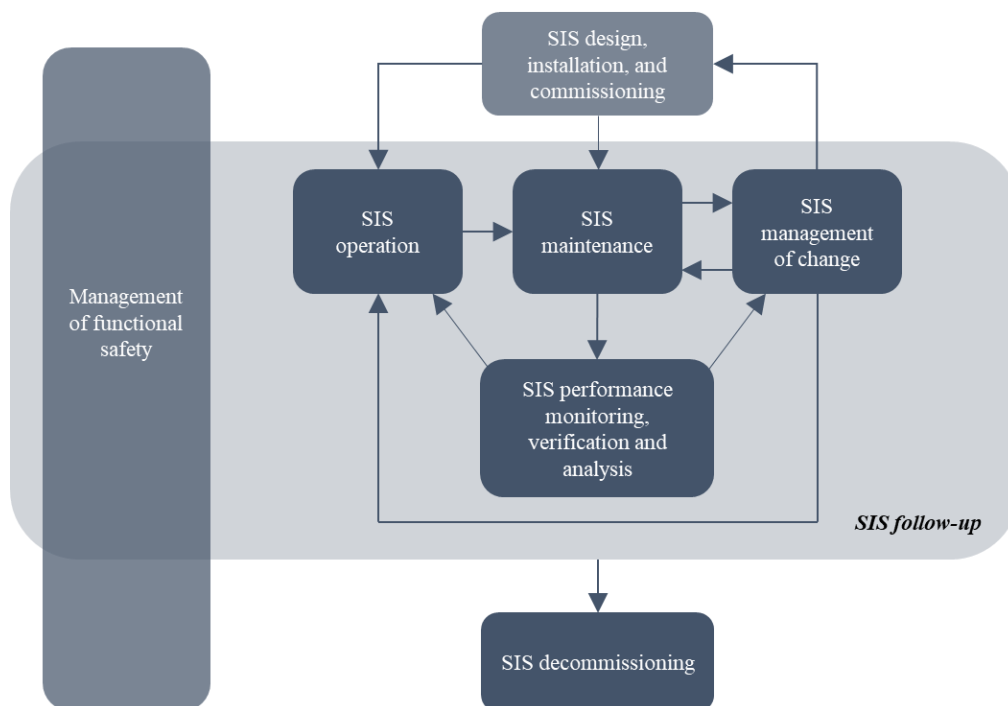 SIS design,
installation, and
commissioning
SIS
operation
SIS
maintenance
SIS
management
of change
Management
of functional
safety
SIS performance
monitoring,
verification and
analysis
SIS follow-up
SIS decommissioning